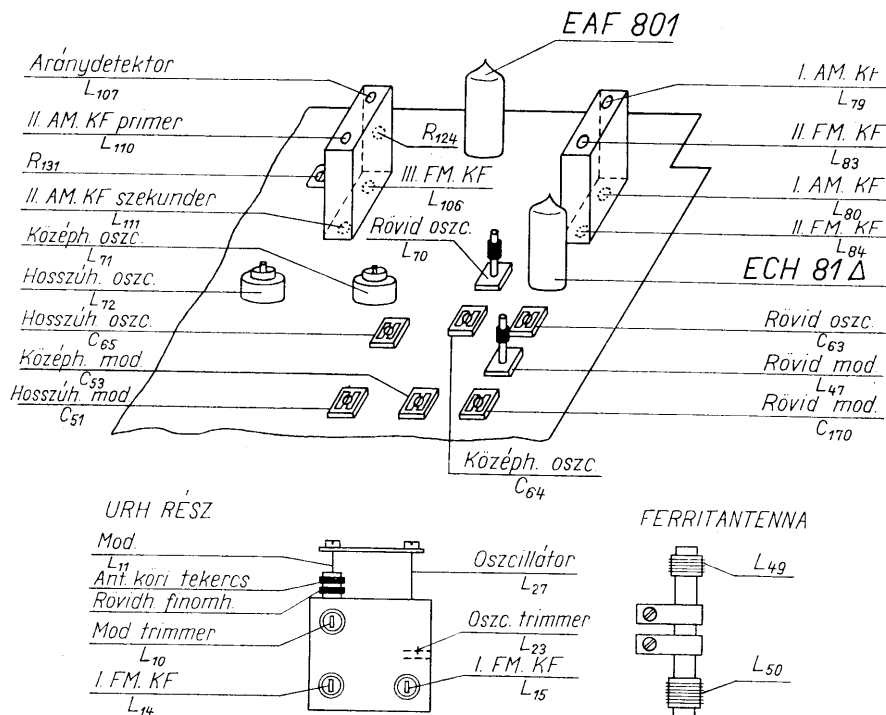 EAF 801
Aránydetektor
L107
II. AM. KF primer
L110
R131
II. AM. KF szekunder
L111
Középh. oszc.
L71
Hosszúh. oszc.
L72
Hosszúh. oszc.
C65
Középh. mod.
C53
Hosszúh. mod.
C51
R124
III. FM. KF
L106
Rövid oszc.
L70
I. AM. KF
L79
II. FM. KF
L83
I. AM. KF
L80
II. FM. KF
L84
ECH 81 Δ
Rövid oszc.
C63
Rövid mod.
L47
Rövid mod.
C170
Középh. oszc.
C64
URH RÉSZ
Mod.
L11
Ant. köri tekercs
Rövidh. finomh.
Mod trimmer
L10
I. FM. KF
L14
Oszcillátor
L27
Oszc. trimmer
L23
I. FM. KF
L15
FERRITANTENNA
L49
L50